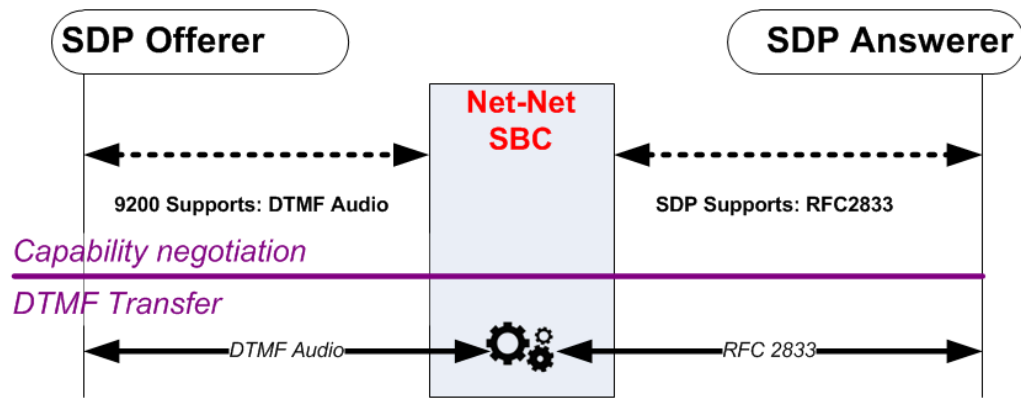 SDP Offerer
SDP Answerer
Net-Net
SBC
9200 Supports: DTMF Audio
SDP Supports: RFC2833
Capability negotiation
DTMF Transfer
DTMF Audio
RFC 2833